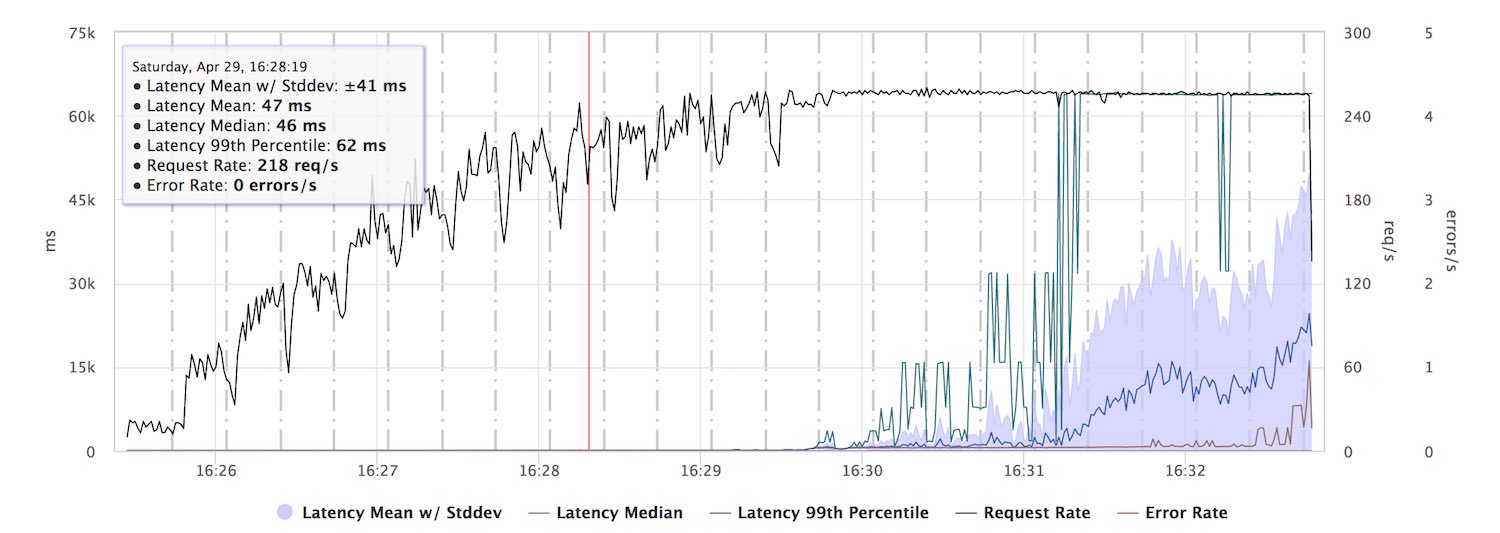 75k
60k
45k
30k
15k
0
ms
Saturday, Apr 29, 16:28:19
● Latency Mean w/ Stddev: ±41 ms
● Latency Mean: 47 ms
● Latency Median: 46 ms
● Latency 99th Percentile: 62 ms
● Request Rate: 218 req/s
● Error Rate: 0 errors/s
300
240
180
120
60
0
req/s
5
4
3
2
1
0
errors/s
16:26 16:27 16:28 16:29 16:30 16:31 16:32
Latency Mean w/ Stddev Latency Median Latency 99th Percentile Request Rate Error Rate